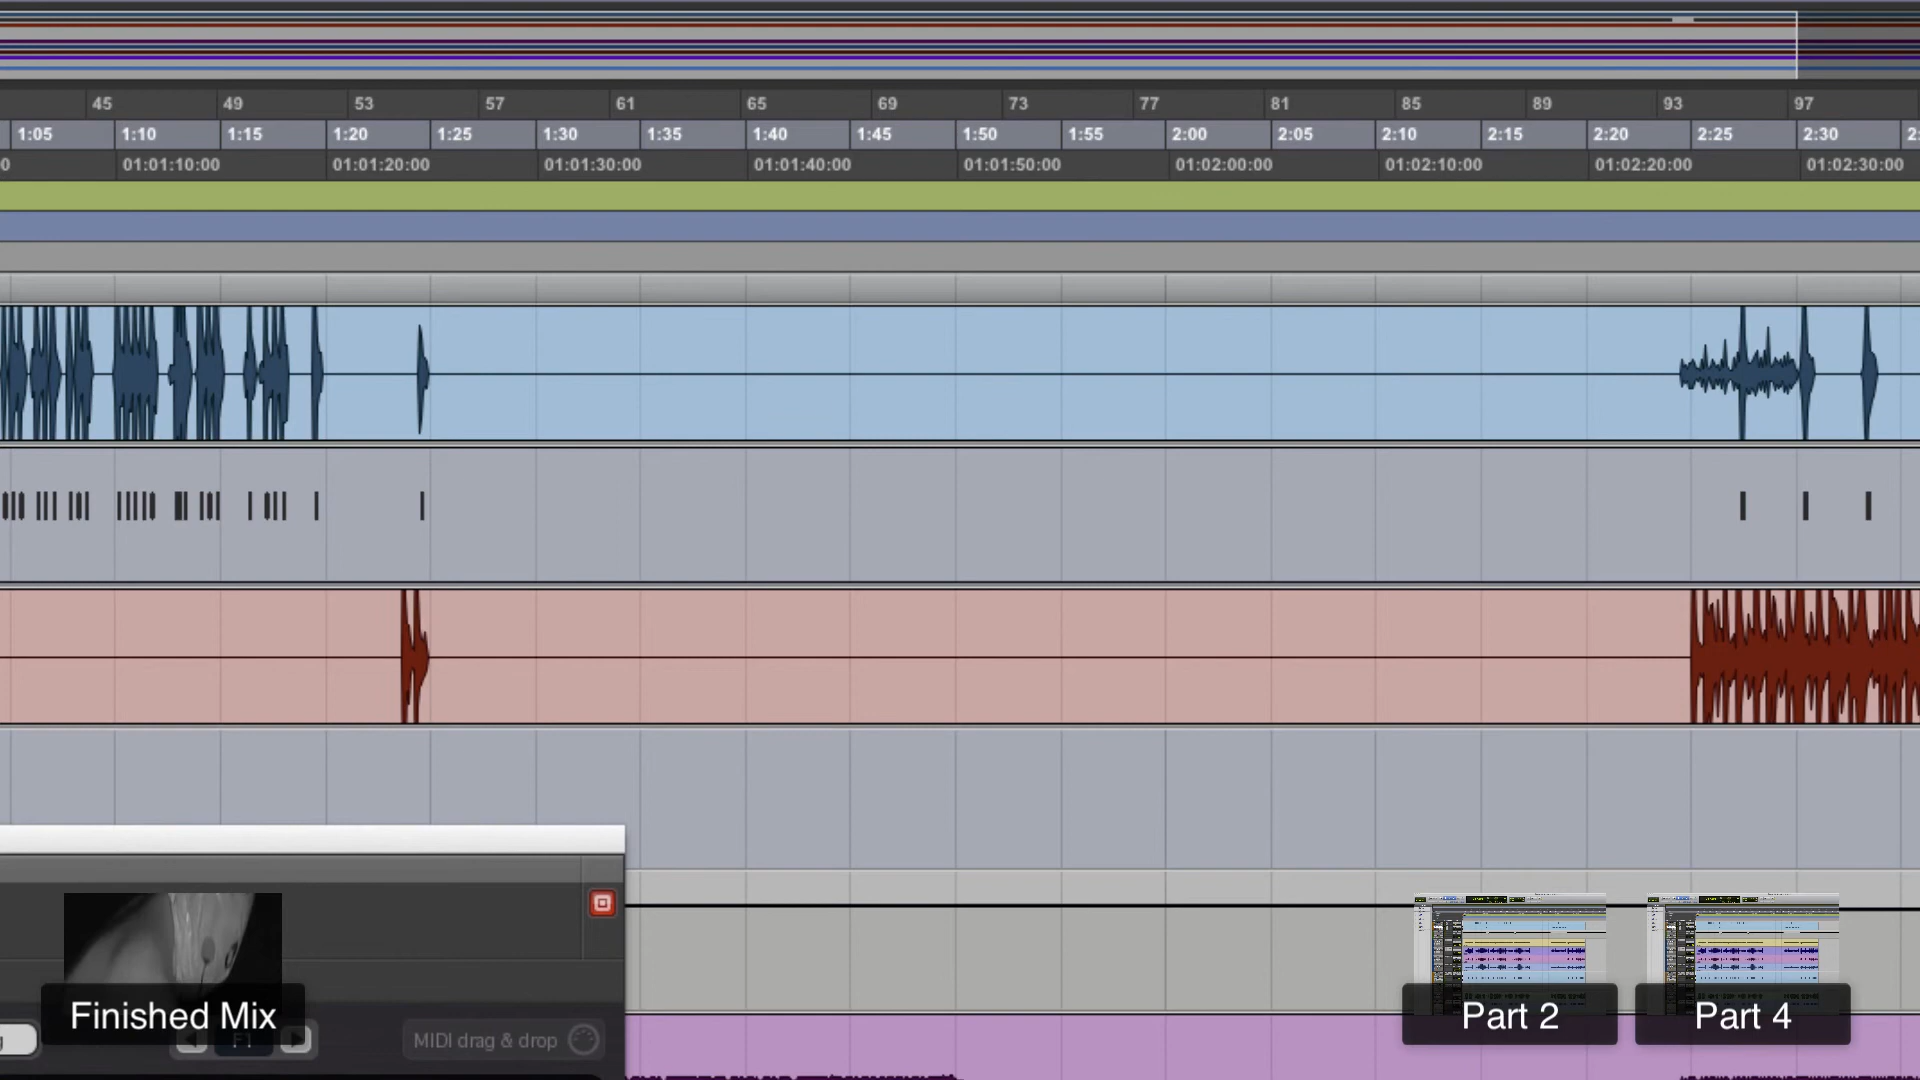 45 49 53 57 61 65 69 73 77 81 85 89 93 97
1:05 1:10 1:15 1:20 1:25 1:30 1:35 1:40 1:45 1:50 1:55 2:00 2:05 2:10 2:15 2:20 2:25 2:30 2:
0 01:01:10:00 01:01:20:00 01:01:30:00 01:01:40:00 01:01:50:00 01:02:00:00 01:02:10:00 01:02:20:00 01:02:30:00
Finished Mix
Part 2
Part 4
g
F1
MIDI drag & drop